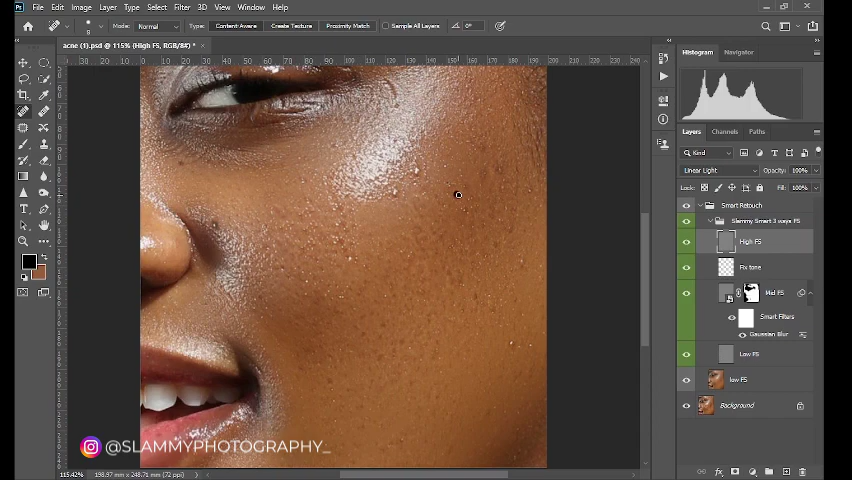 Ps File Edit Image Layer Type Select Filter 3D View Window Help
8 Mode: Normal Type: Content-Aware Create Texture Proximity Match Sample All Layers 0°
acne (1).psd @ 115% (High FS, RGB/8#) *
Histogram Navigator
Layers Channels Paths
Kind
Linear Light Opacity: 100%
Lock: Fill: 100%
Smart Retouch
Slammy Smart 3 ways FS
High FS
Fix tone
Mid FS
Smart Filters
Gaussian Blur
Low FS
low FS
Background
@SLAMMYPHOTOGRAPHY_
115.42% 198.97 mm x 248.71 mm (72 ppi)